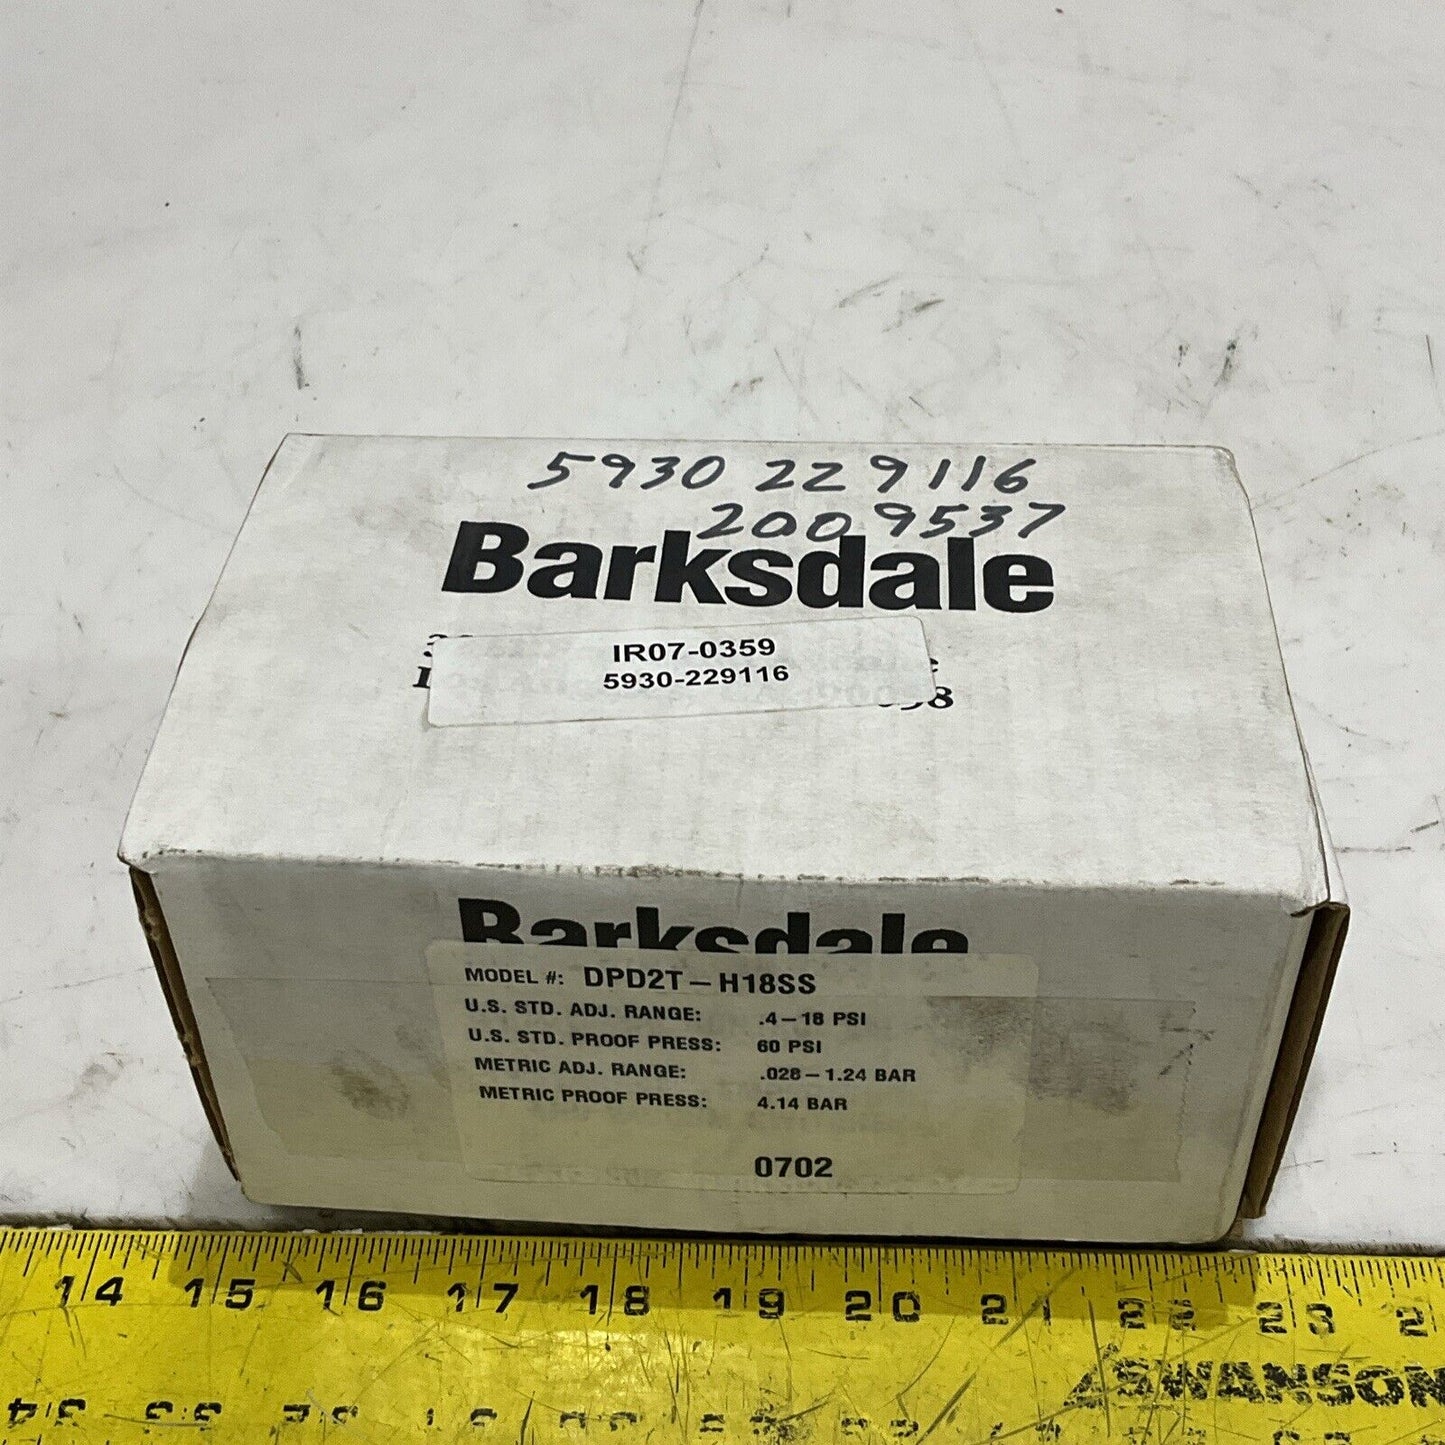 5930 229116
2009537
Barksdale
IR07-0359
5930-229116
Barksdale
MODEL #: DPD2T-H18SS
U.S. STD. ADJ. RANGE: .4-18 PSI
U.S. STD. PROOF PRESS: 60 PSI
METRIC ADJ. RANGE: .028-1.24 BAR
METRIC PROOF PRESS: 4.14 BAR
0702
14 15 16 17 18 19 20 21 22 23
SWANSON